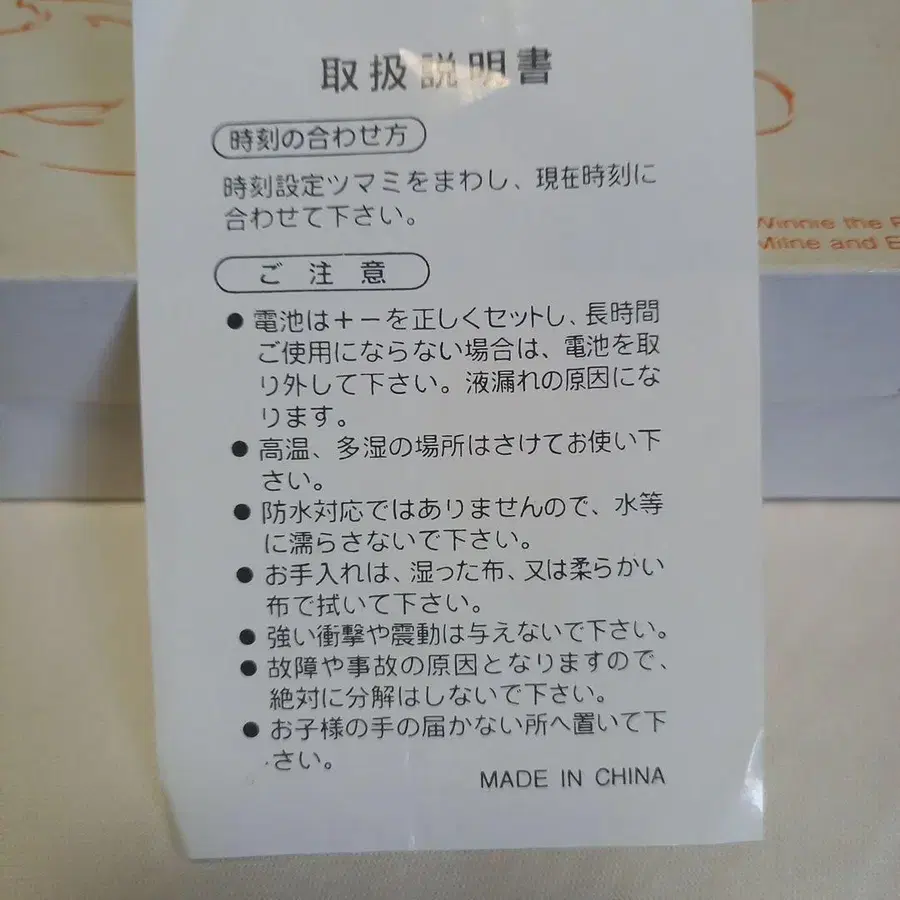 取扱説明書
時刻の合わせ方
時刻設定ツマミをまわし、現在時刻に
合わせて下さい。
ご注意
●電池は＋−を正しくセットし、長時間
ご使用にならない場合は、電池を取
り外して下さい。液漏れの原因にな
ります。
●高温、多湿の場所はさけてお使い下
さい。
●防水対応ではありませんので、水等
に濡らさないで下さい。
●お手入れは、湿った布、又は柔らかい
布で拭いて下さい。
●強い衝撃や震動は与えないで下さい。
●故障や事故の原因となりますので、
絶対に分解はしないで下さい。
●お子様の手の届かない所へ置いて下
さい。
MADE IN CHINA
Winnie the
Milne and